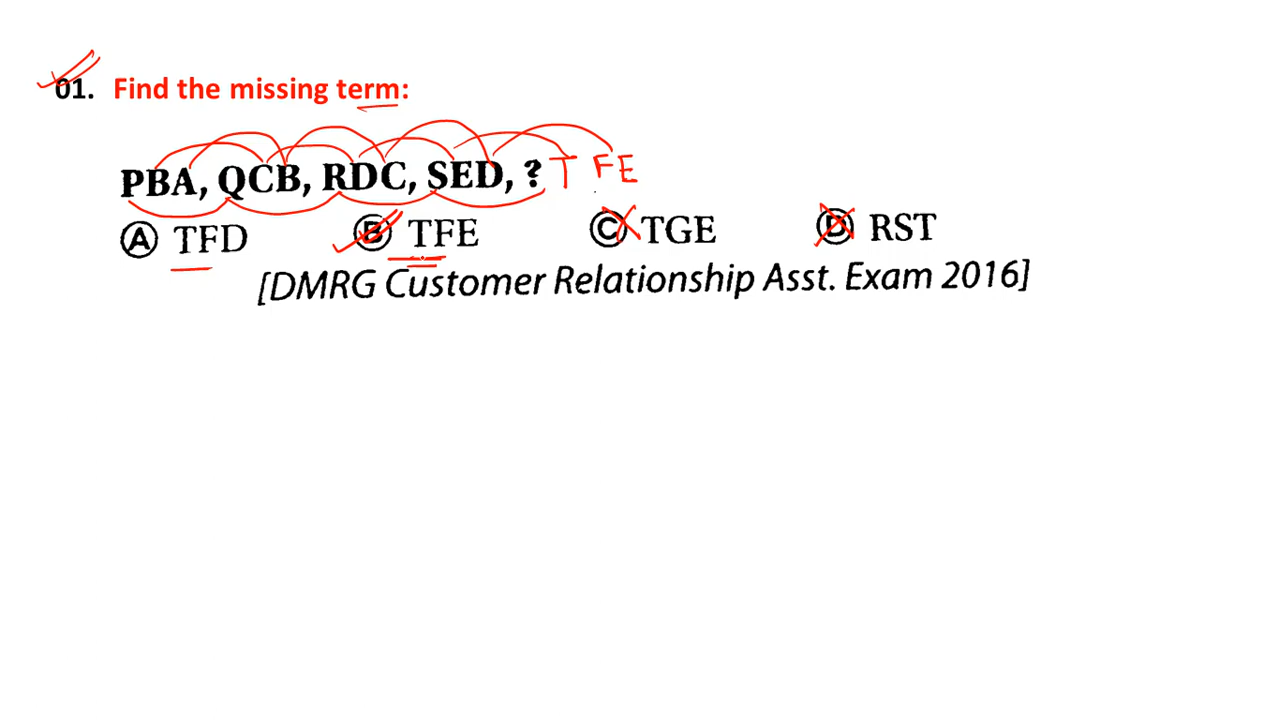 01. Find the missing term:
PBA, QCB, RDC, SED, ? T F E
Ⓐ TFD Ⓑ TFE Ⓒ TGE Ⓓ RST
[DMRG Customer Relationship Asst. Exam 2016]